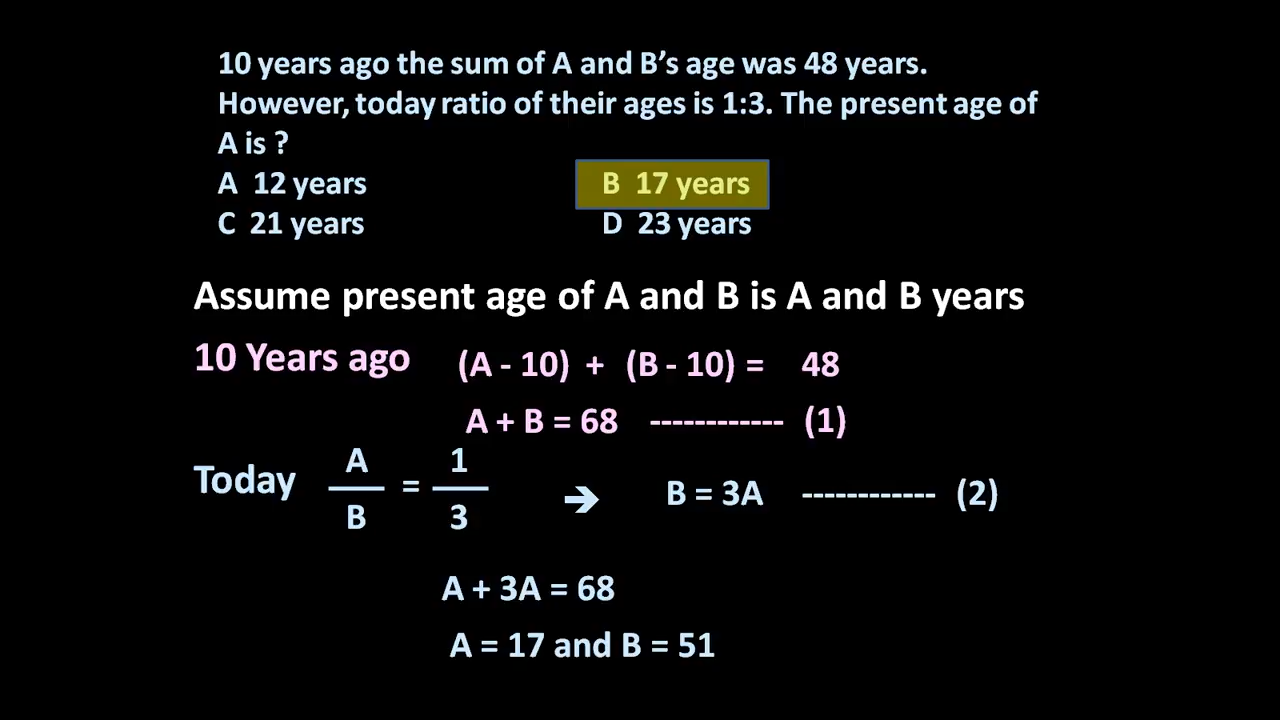 10 years ago the sum of A and B’s age was 48 years.
However, today ratio of their ages is 1:3. The present age of
A is ?
A 12 years B 17 years
C 21 years D 23 years
Assume present age of A and B is A and B years
10 Years ago (A - 10) + (B - 10) = 48
A + B = 68 ------------ (1)
Today A/B = 1/3 ➔ B = 3A ------------ (2)
A + 3A = 68
A = 17 and B = 51